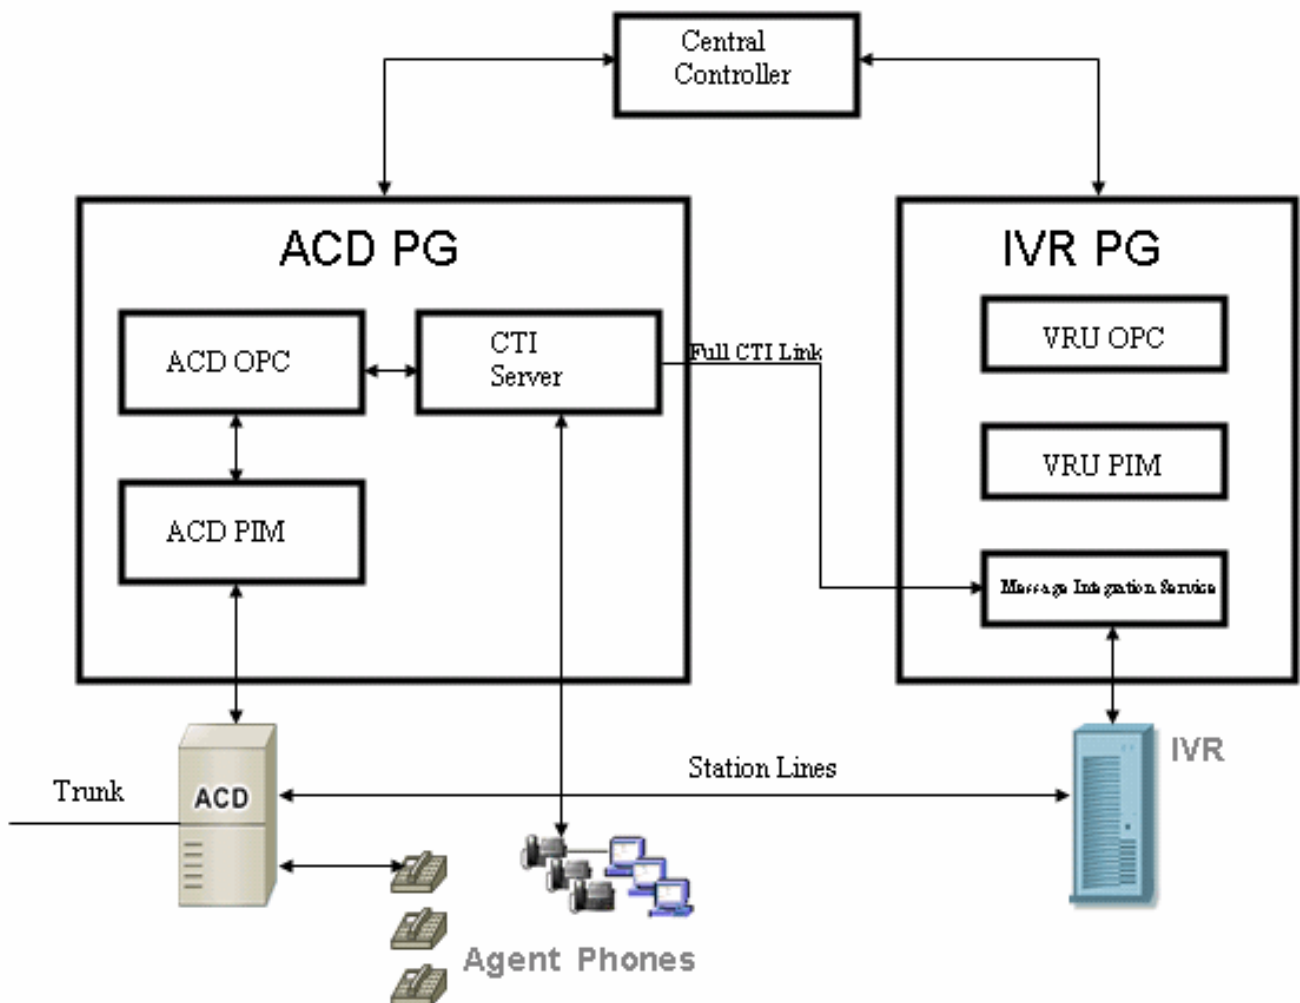 Central
Controller
ACD PG
IVR PG
ACD OPC
CTI
Server
Full CTI Link
VRU OPC
VRU PIM
ACD PIM
Message Integration Service
Trunk
ACD
Station Lines
IVR
Agent Phones